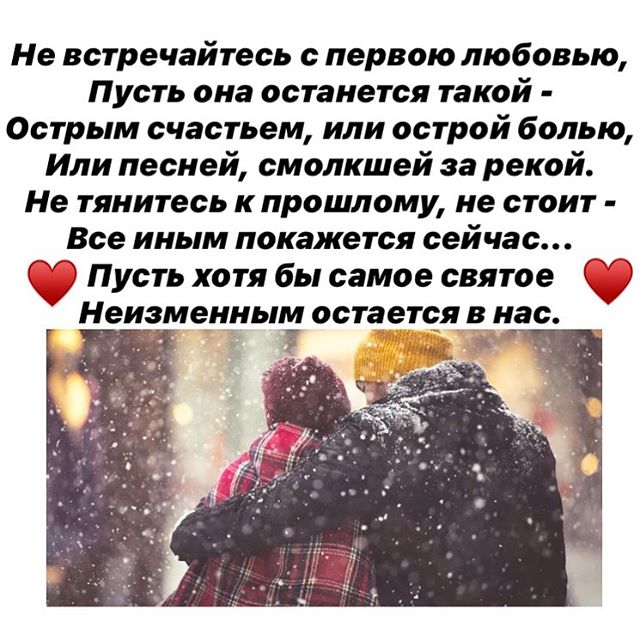 Не встречайтесь с первою любовью,
Пусть она останется такой -
Острым счастьем, или острой болью,
Или песней, смолкшей за рекой.
Не тянитесь к прошлому, не стоит -
Все иным покажется сейчас...
Пусть хотя бы самое святое
Неизменным остается в нас.